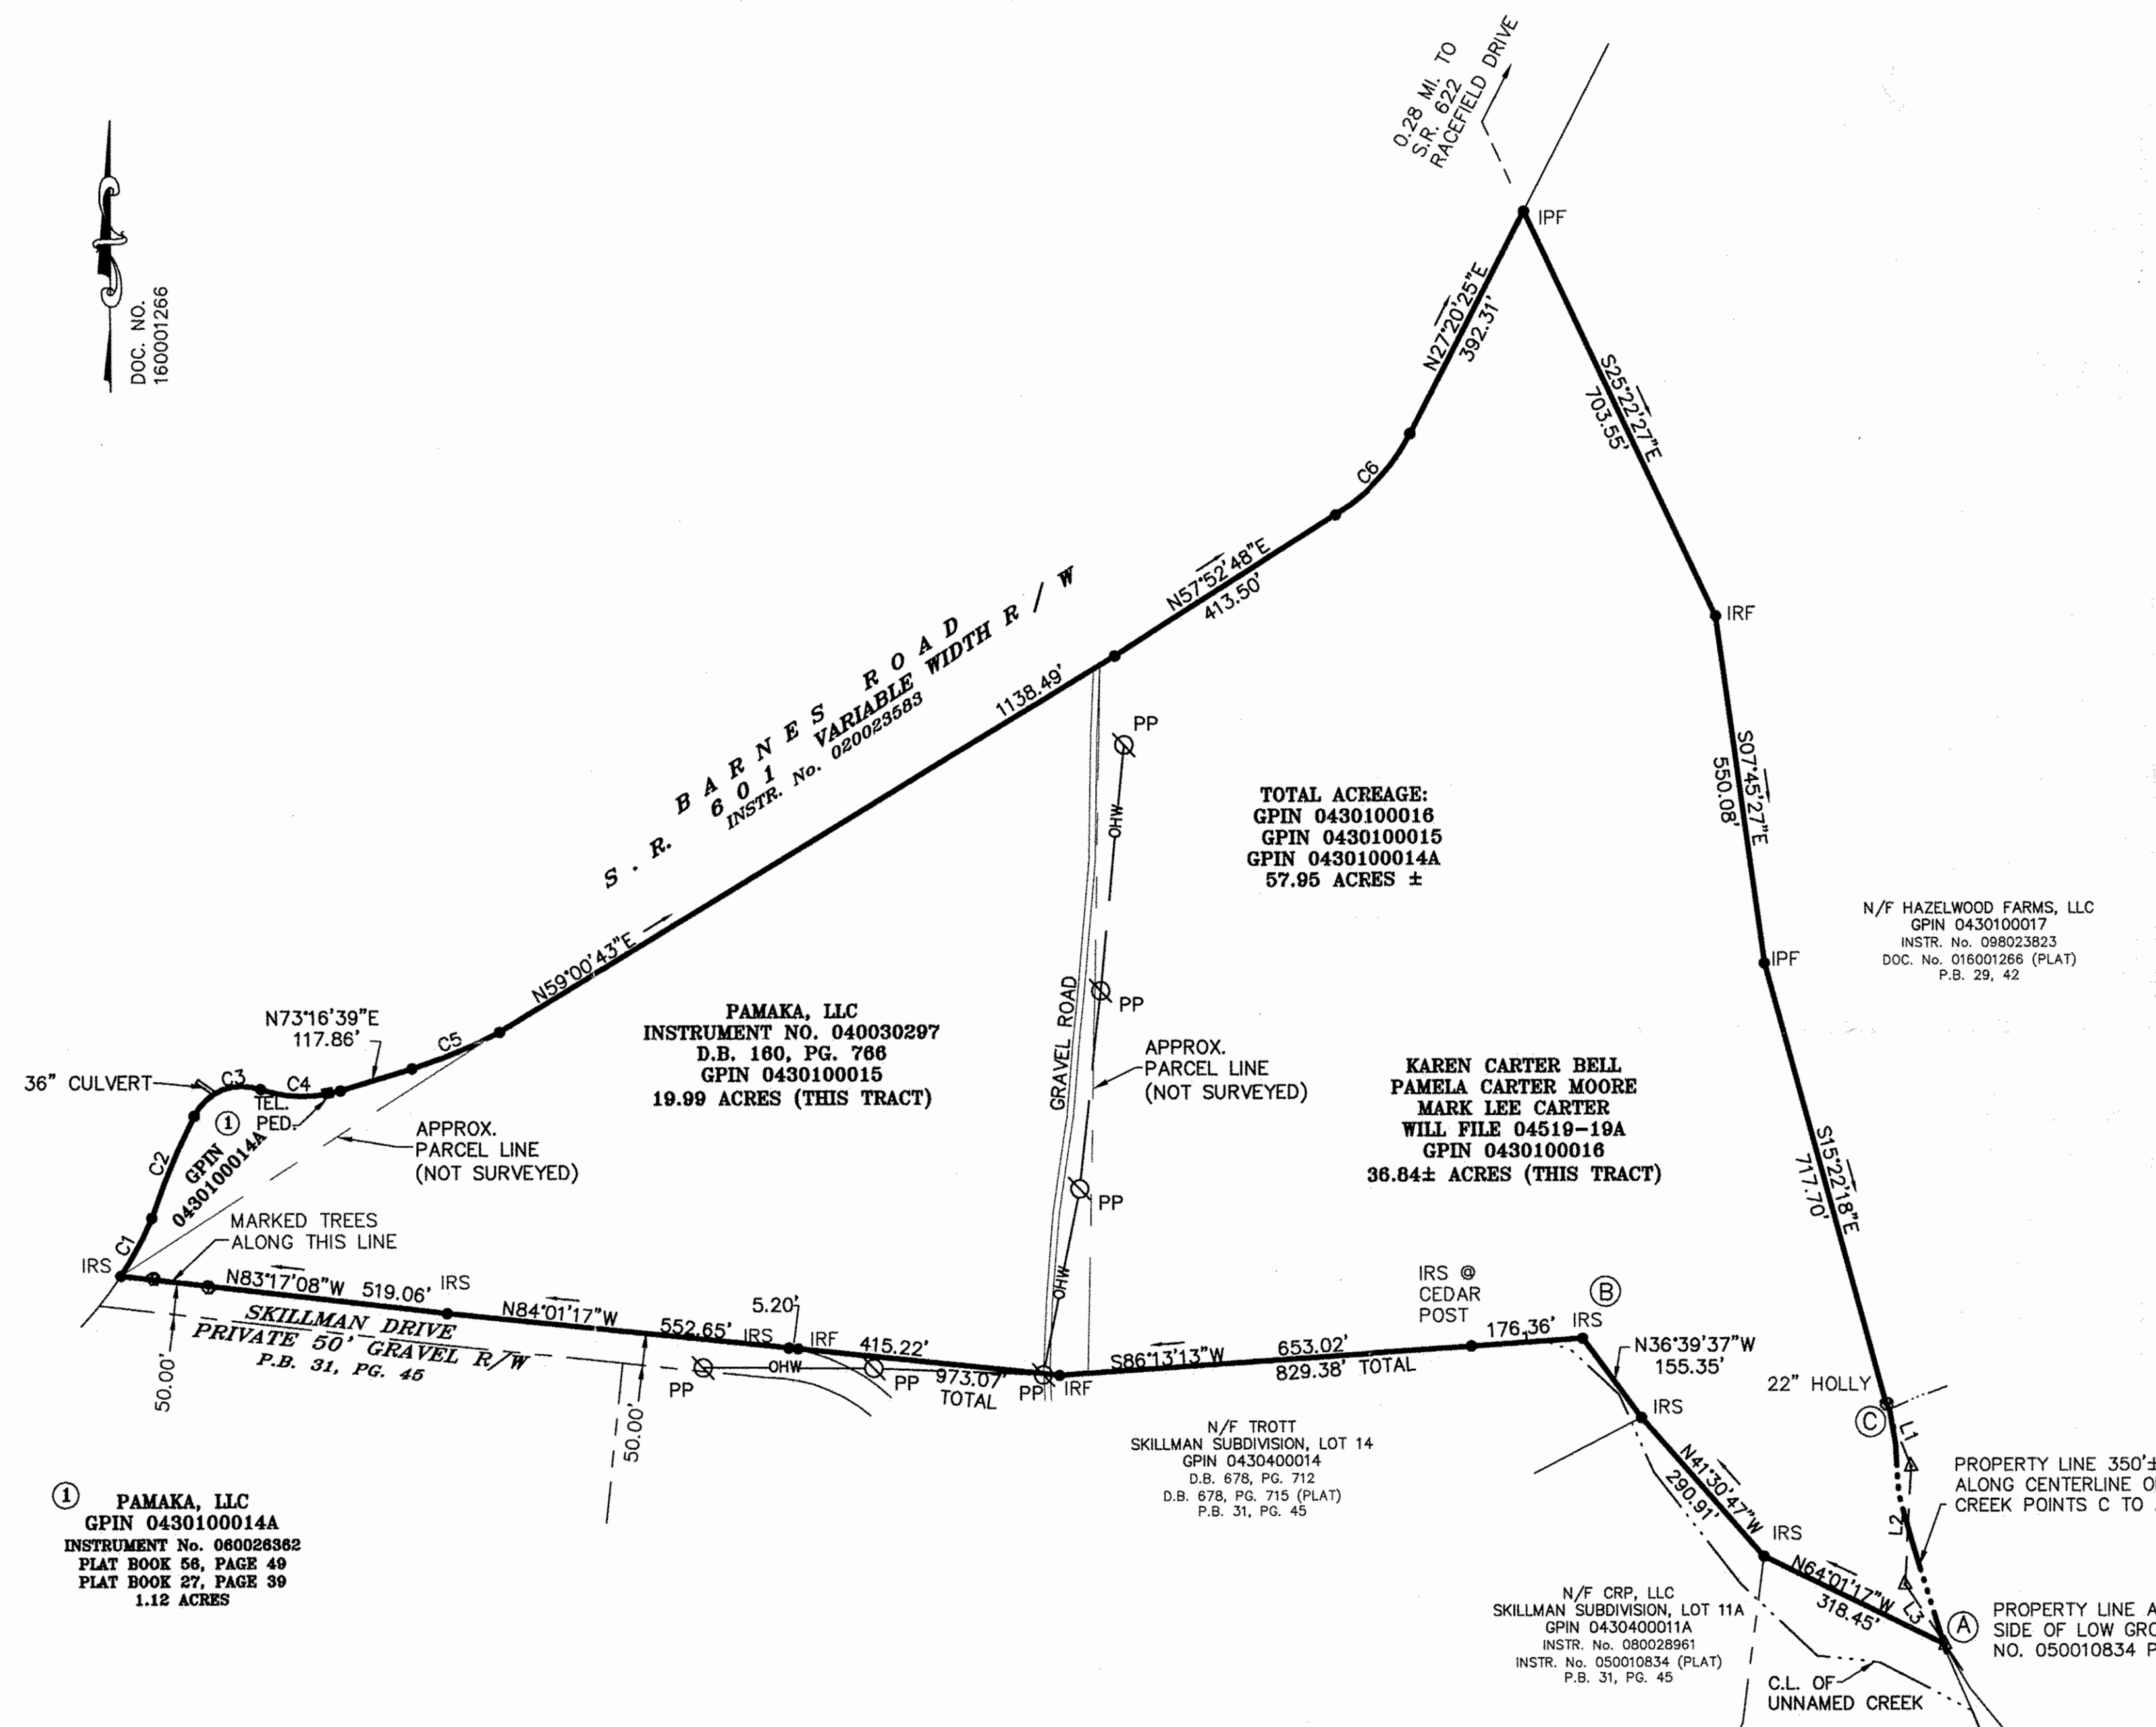 0.28 MI. TO
S.R. 622
RACEFIELD DRIVE
DOC. NO.
160001266
IPF
N27°20'25"E
392.31'
S25°22'27"E
703.55'
C6
N57°52'48"E
413.50'
IRF
S . R. BARNES ROAD
601 VARIABLE WIDTH R / W
INSTR. No. 020023583
1138.49'
N59°00'43"E
PP
OHW
S07°45'27"E
550.08'
TOTAL ACREAGE:
GPIN 0430100016
GPIN 0430100015
GPIN 0430100014A
57.95 ACRES ±
N/F HAZELWOOD FARMS, LLC
GPIN 0430100017
INSTR. No. 098023823
DOC. No. 016001266 (PLAT)
P.B. 29, 42
IPF
GRAVEL ROAD
PP
N73°16'39"E
117.86'
C5
PAMAKA, LLC
INSTRUMENT NO. 040030297
D.B. 160, PG. 766
GPIN 0430100015
19.99 ACRES (THIS TRACT)
APPROX.
PARCEL LINE
(NOT SURVEYED)
KAREN CARTER BELL
PAMELA CARTER MOORE
MARK LEE CARTER
WILL FILE 04519-19A
GPIN 0430100016
36.84± ACRES (THIS TRACT)
36" CULVERT
C3
C4
TEL.
PED.
1
GPIN
0430100014A
C2
C1
APPROX.
PARCEL LINE
(NOT SURVEYED)
PP
S15°22'18"E
717.70'
MARKED TREES
ALONG THIS LINE
IRS
N83°17'08"W 519.06'
IRS
N84°01'17"W
552.65'
IRS
5.20'
IRF
415.22'
OHW
SKILLMAN DRIVE
PRIVATE 50' GRAVEL R/W
P.B. 31, PG. 45
50.00'
50.00'
PP
OHW
PP
973.07'
TOTAL
PP
IRF
S86°13'13"W
653.02'
829.38' TOTAL
IRS @
CEDAR
POST
176.36'
B
IRS
N36°39'37"W
155.35'
22" HOLLY
C
L1
IRS
N/F TROTT
SKILLMAN SUBDIVISION, LOT 14
GPIN 0430400014
D.B. 678, PG. 712
D.B. 678, PG. 715 (PLAT)
P.B. 31, PG. 45
N41°30'47"W
290.91'
PROPERTY LINE 350'±
ALONG CENTERLINE O
CREEK POINTS C TO
L2
IRS
N64°01'17"W
318.45'
L3
A
PROPERTY LINE A
SIDE OF LOW GRO
NO. 050010834 P
1
PAMAKA, LLC
GPIN 0430100014A
INSTRUMENT No. 060026362
PLAT BOOK 56, PAGE 49
PLAT BOOK 27, PAGE 39
1.12 ACRES
N/F CRP, LLC
SKILLMAN SUBDIVISION, LOT 11A
GPIN 0430400011A
INSTR. No. 080028961
INSTR. No. 050010834 (PLAT)
P.B. 31, PG. 45
C.L. OF
UNNAMED CREEK